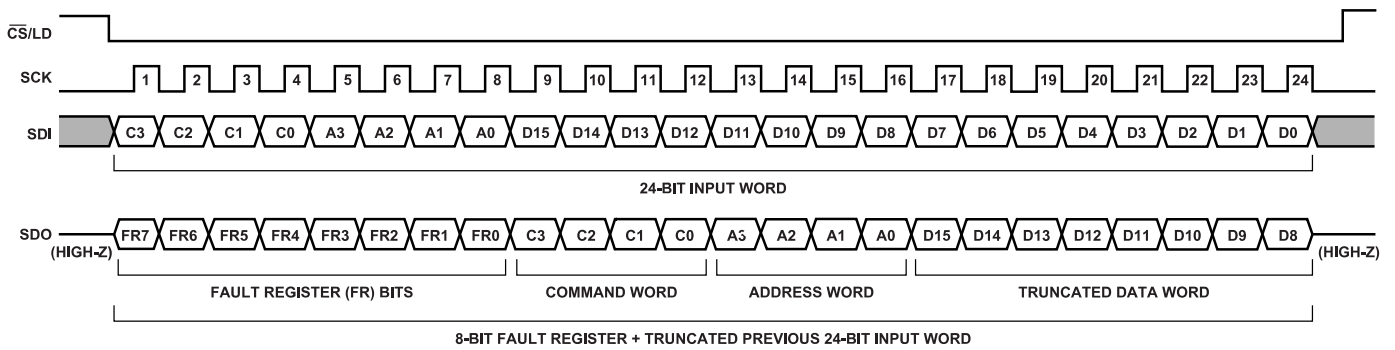 CS/LD
SCK 1 2 3 4 5 6 7 8 9 10 11 12 13 14 15 16 17 18 19 20 21 22 23 24
SDI C3 C2 C1 C0 A3 A2 A1 A0 D15 D14 D13 D12 D11 D10 D9 D8 D7 D6 D5 D4 D3 D2 D1 D0
24-BIT INPUT WORD
SDO FR7 FR6 FR5 FR4 FR3 FR2 FR1 FR0 C3 C2 C1 C0 A3 A2 A1 A0 D15 D14 D13 D12 D11 D10 D9 D8
(HIGH-Z) (HIGH-Z)
FAULT REGISTER (FR) BITS COMMAND WORD ADDRESS WORD TRUNCATED DATA WORD
8-BIT FAULT REGISTER + TRUNCATED PREVIOUS 24-BIT INPUT WORD